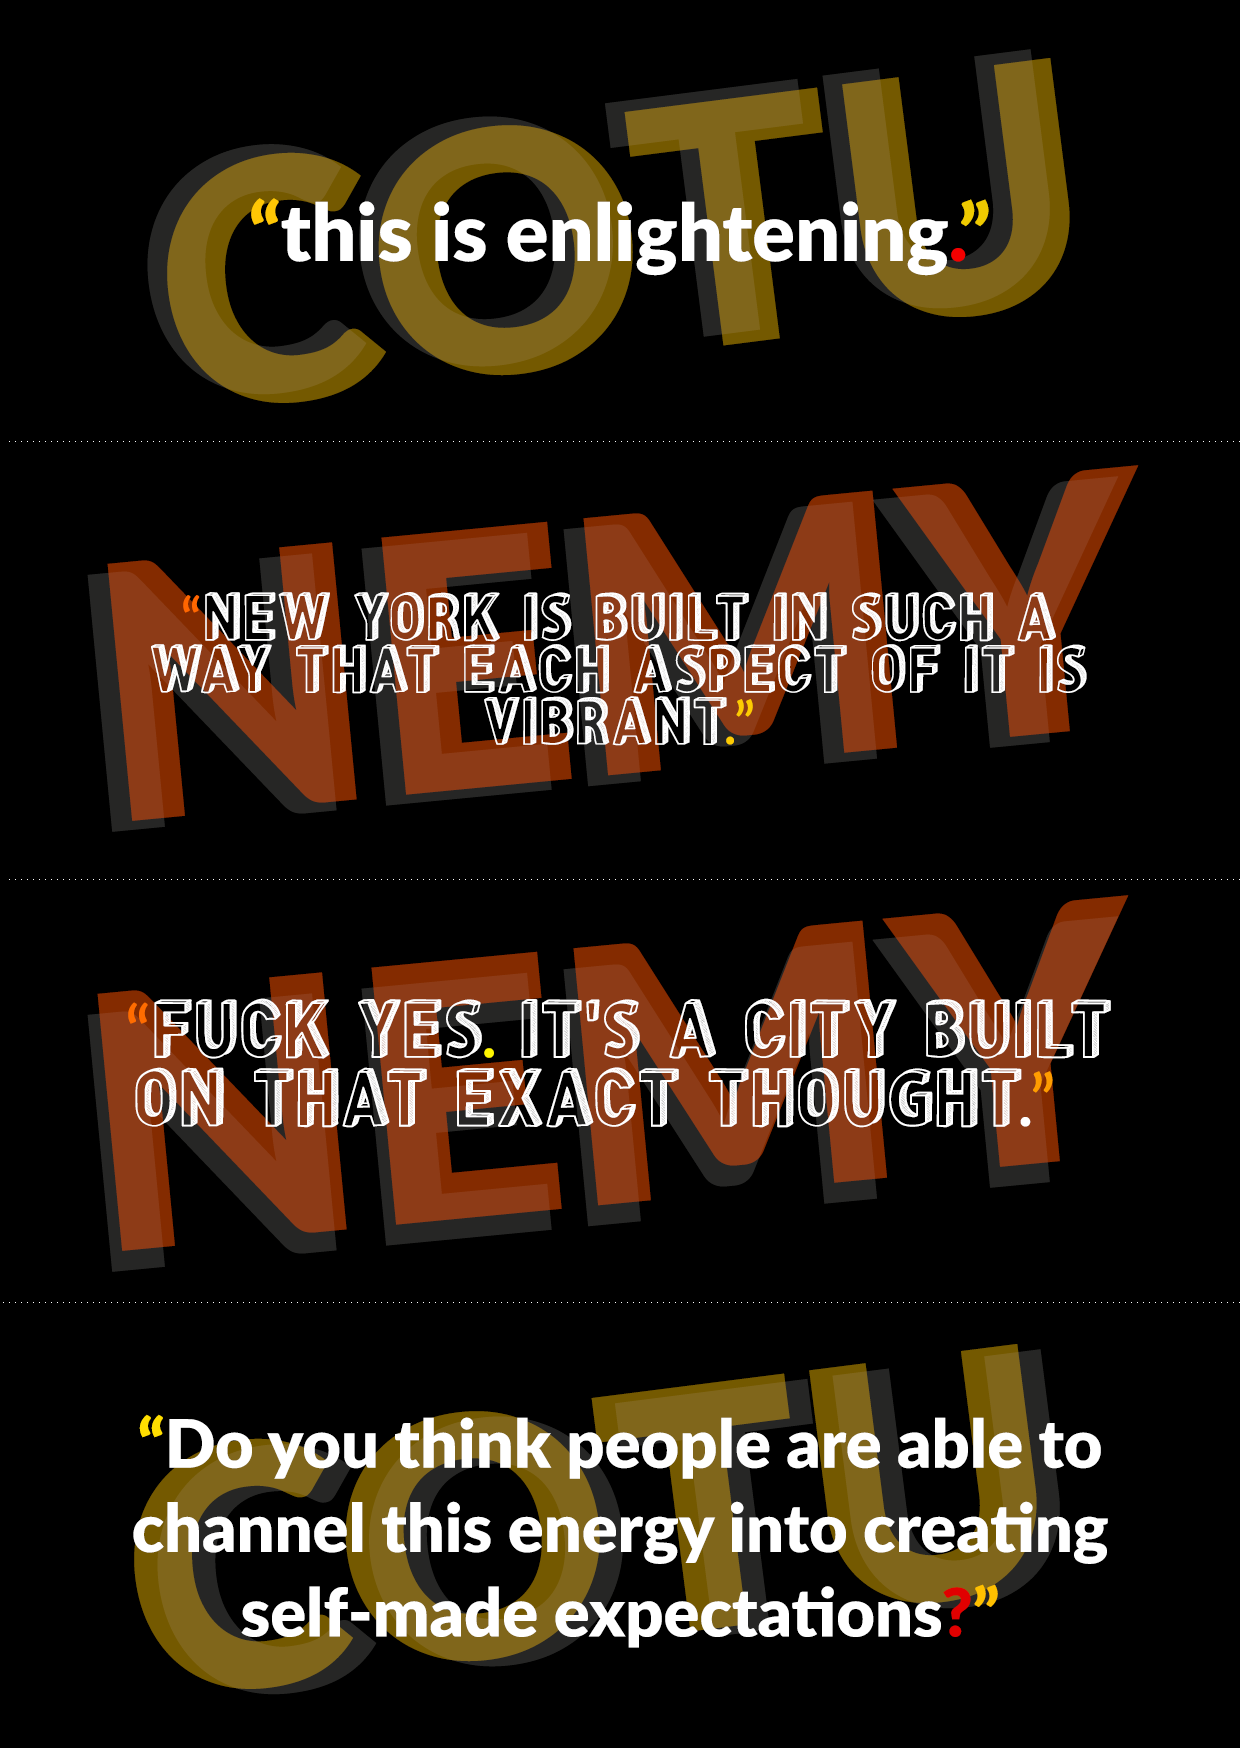 COTU
“this is enlightening.”
NEMY
“NEW YORK IS BUILT IN SUCH A
WAY THAT EACH ASPECT OF IT IS
VIBRANT.”
NEMY
“FUCK YES. IT'S A CITY BUILT
ON THAT EXACT THOUGHT.”
COTU
“Do you think people are able to
channel this energy into creating
self-made expectations?”